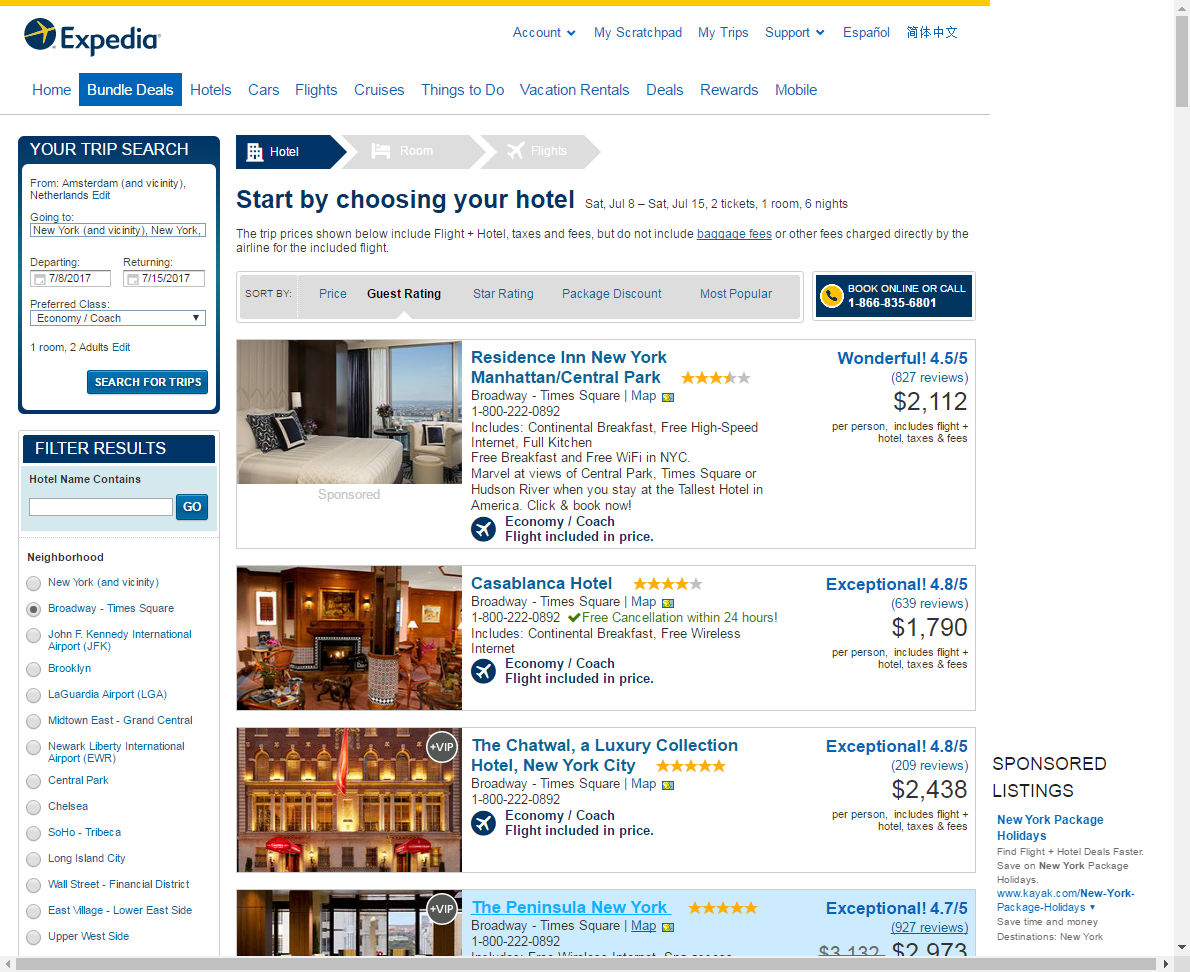 Expedia
Account
My Scratchpad
My Trips
Support
Español
简体中文
Home
Bundle Deals
Hotels
Cars
Flights
Cruises
Things to Do
Vacation Rentals
Deals
Rewards
Mobile
YOUR TRIP SEARCH
From: Amsterdam (and vicinity),
Netherlands Edit
Going to:
New York (and vicinity), New York,
Departing:
Returning:
7/8/2017
7/15/2017
Preferred Class:
Economy / Coach
1 room, 2 Adults Edit
SEARCH FOR TRIPS
FILTER RESULTS
Hotel Name Contains
GO
Neighborhood
New York (and vicinity)
Broadway - Times Square
John F. Kennedy International
Airport (JFK)
Brooklyn
LaGuardia Airport (LGA)
Midtown East - Grand Central
Newark Liberty International
Airport (EWR)
Central Park
Chelsea
SoHo - Tribeca
Long Island City
Wall Street - Financial District
East Village - Lower East Side
Upper West Side
Hotel
Room
Flights
Start by choosing your hotel Sat, Jul 8 – Sat, Jul 15, 2 tickets, 1 room, 6 nights
The trip prices shown below include Flight + Hotel, taxes and fees, but do not include baggage fees or other fees charged directly by the
airline for the included flight.
SORT BY:
Price
Guest Rating
Star Rating
Package Discount
Most Popular
BOOK ONLINE OR CALL
1-866-835-6801
Residence Inn New York
Manhattan/Central Park
Broadway - Times Square | Map
1-800-222-0892
Includes: Continental Breakfast, Free High-Speed
Internet, Full Kitchen
Free Breakfast and Free WiFi in NYC.
Marvel at views of Central Park, Times Square or
Hudson River when you stay at the Tallest Hotel in
America. Click & book now!
Economy / Coach
Flight included in price.
Sponsored
Wonderful! 4.5/5
(827 reviews)
$2,112
per person, includes flight +
hotel, taxes & fees
Casablanca Hotel
Broadway - Times Square | Map
1-800-222-0892 Free Cancellation within 24 hours!
Includes: Continental Breakfast, Free Wireless
Internet
Economy / Coach
Flight included in price.
Exceptional! 4.8/5
(639 reviews)
$1,790
per person, includes flight +
hotel, taxes & fees
+VIP
The Chatwal, a Luxury Collection
Hotel, New York City
Broadway - Times Square | Map
1-800-222-0892
Economy / Coach
Flight included in price.
Exceptional! 4.8/5
(209 reviews)
$2,438
per person, includes flight +
hotel, taxes & fees
+VIP
The Peninsula New York
Broadway - Times Square | Map
1-800-222-0892
Includes: Free Wireless Internet, Spa access
Exceptional! 4.7/5
(927 reviews)
$3,132 $2,973
SPONSORED
LISTINGS
New York Package
Holidays
Find Flight + Hotel Deals Faster.
Save on New York Package
Holidays.
www.kayak.com/New-York-
Package-Holidays
Save time and money
Destinations: New York